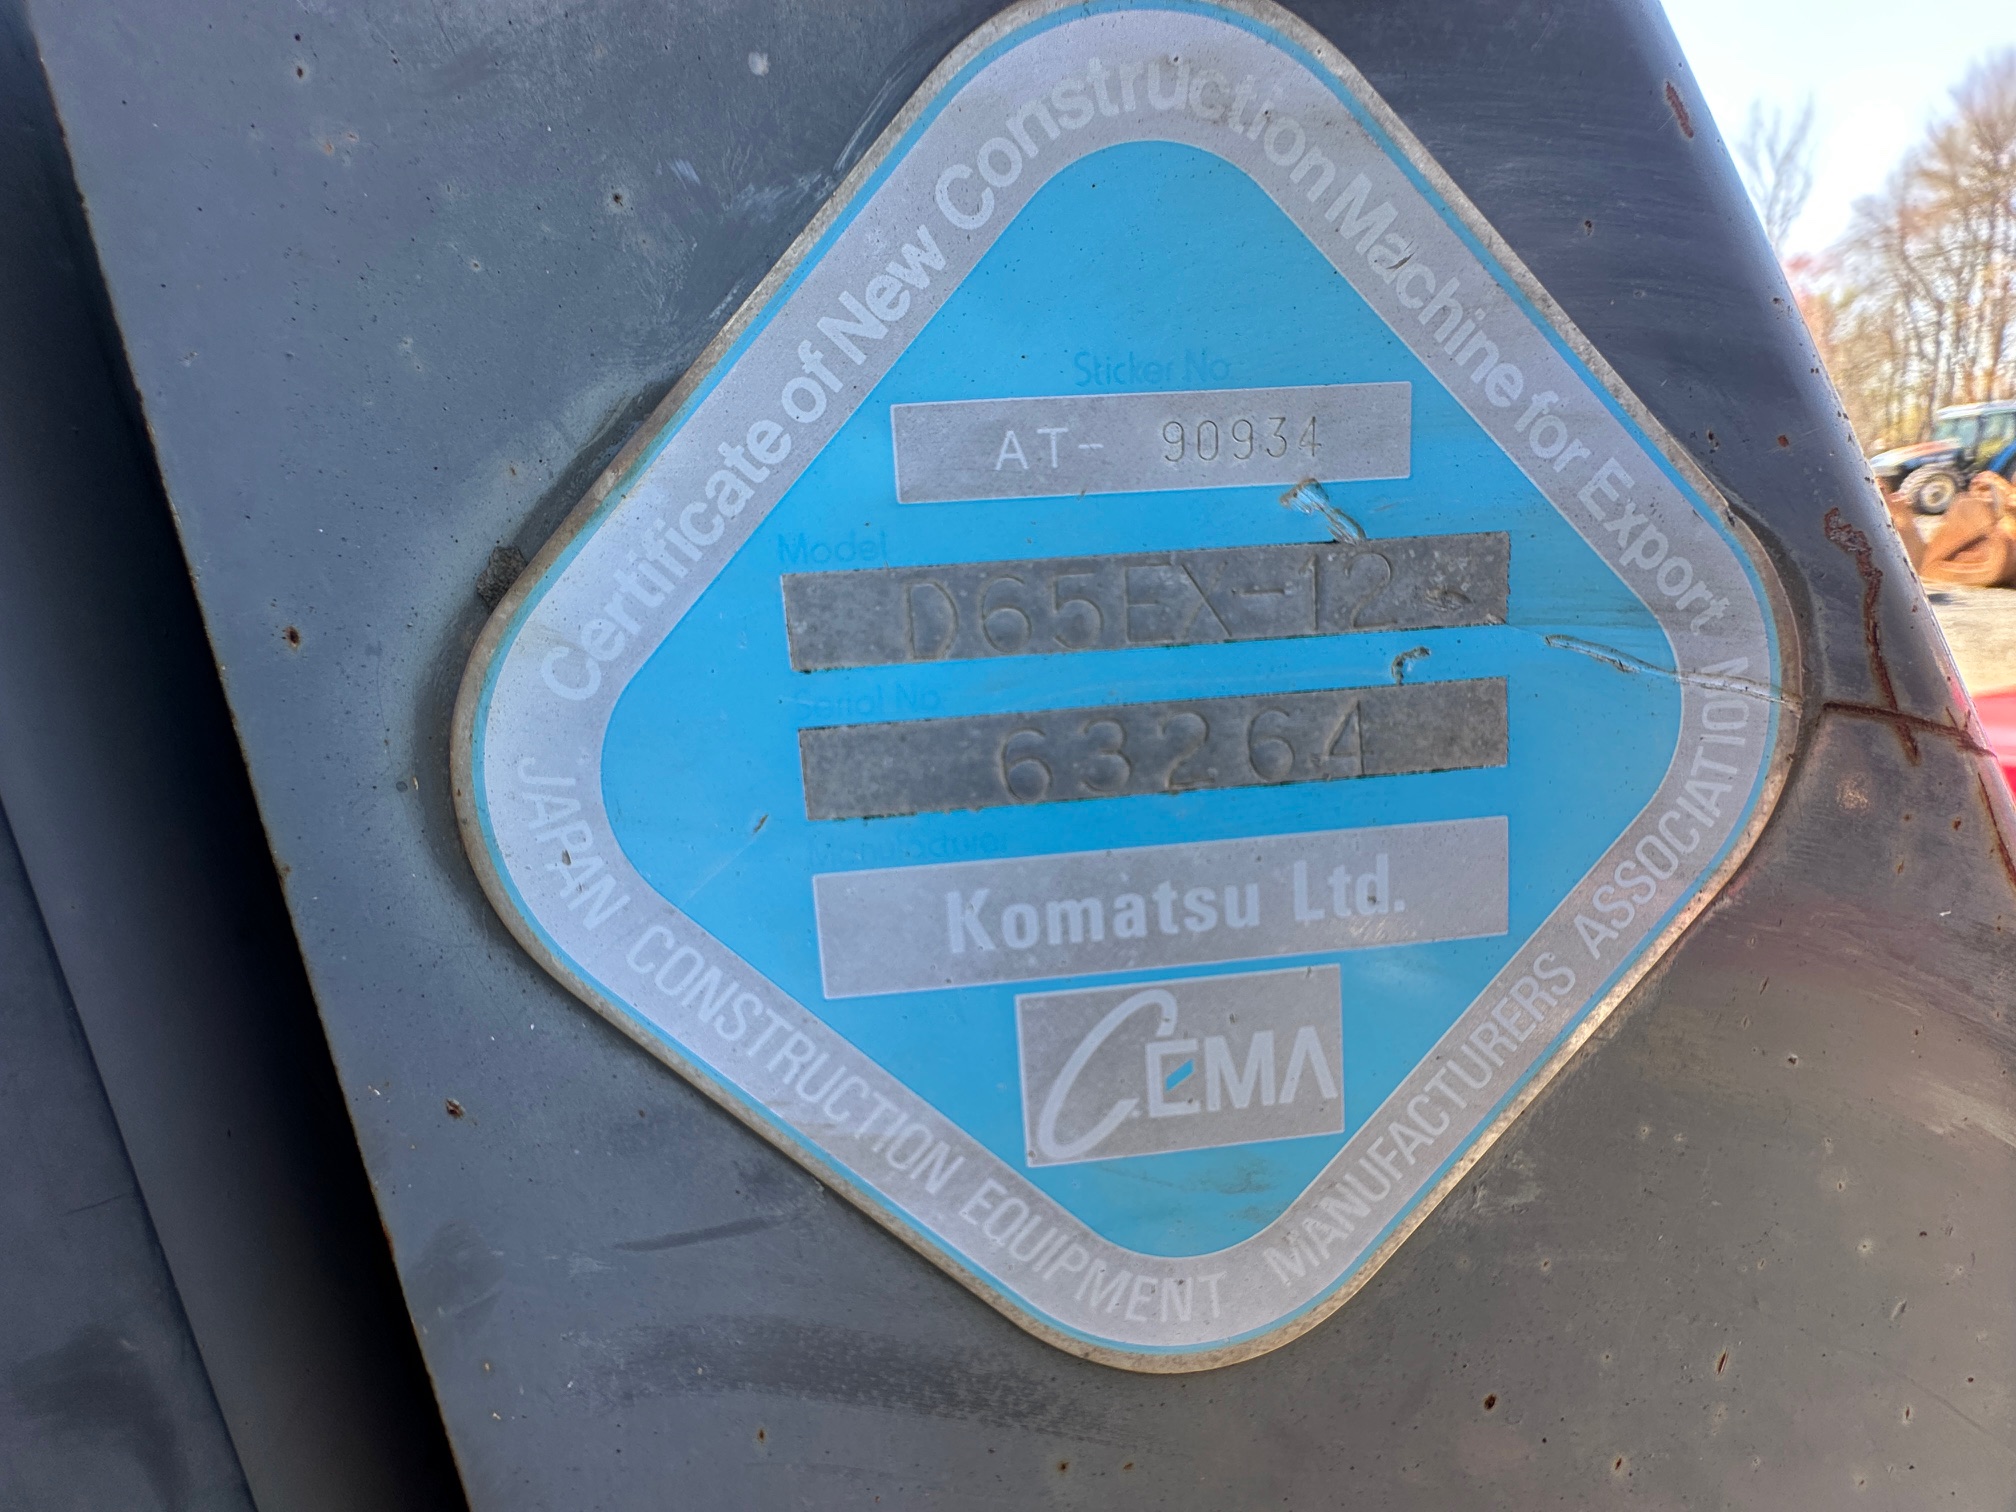 Certificate of New Construction Machine for Export
Sticker No.
AT- 90934
Model
D65EX-12
Serial No.
63264
Manufacturer
Komatsu Ltd.
CEMA
JAPAN CONSTRUCTION EQUIPMENT MANUFACTURERS ASSOCIATION